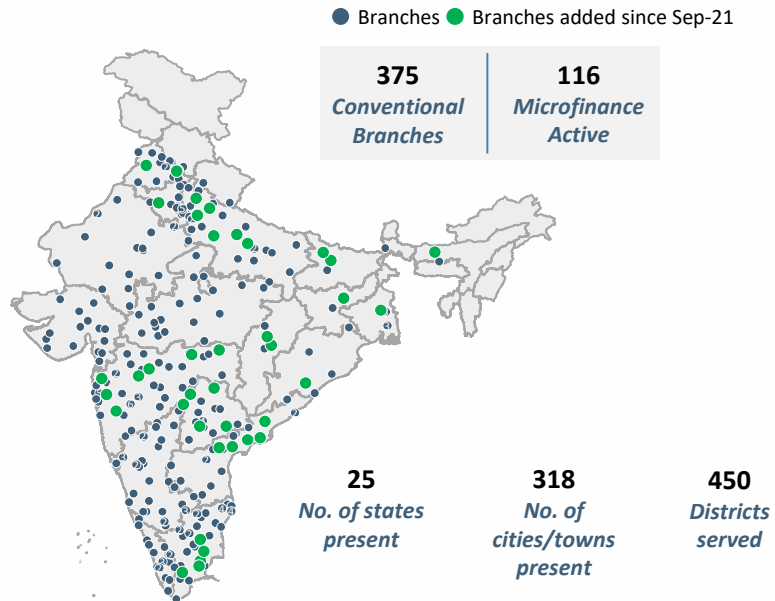 Branches
Branches added since Sep-21
375
Conventional
Branches
116
Microfinance
Active
25
No. of states
present
318
No. of
cities/towns
present
450
Districts
served